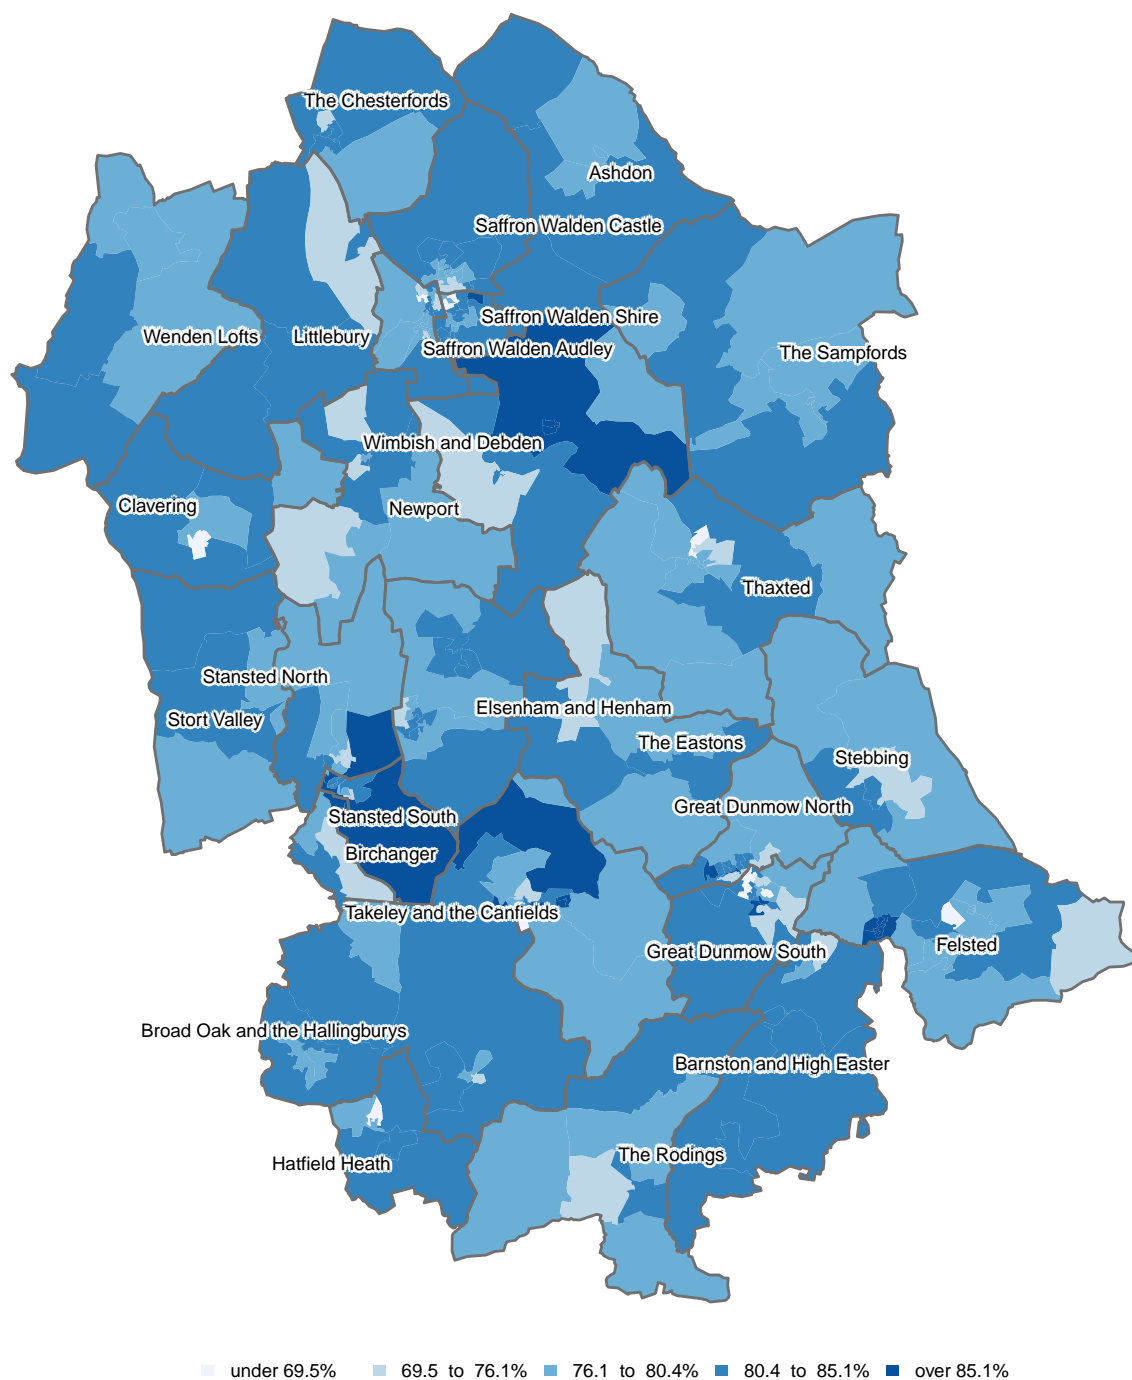 The Chesterfords
Ashdon
Saffron Walden Castle
Saffron Walden Shire
Wenden Lofts
Littlebury
Saffron Walden Audley
The Sampfords
Wimbish and Debden
Clavering
Newport
Thaxted
Stansted North
Elsenham and Henham
Stort Valley
The Eastons
Stebbing
Great Dunmow North
Stansted South
Birchanger
Takeley and the Canfields
Felsted
Great Dunmow South
Broad Oak and the Hallingburys
Barnston and High Easter
The Rodings
Hatfield Heath
under 69.5% 69.5 to 76.1% 76.1 to 80.4% 80.4 to 85.1% over 85.1%